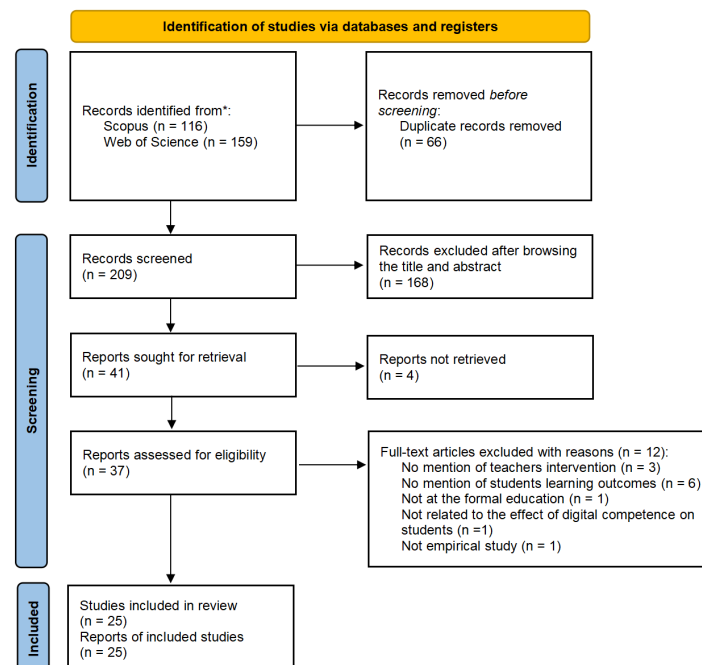 Identification of studies via databases and registers
Identification
Records identified from*:
Scopus (n = 116)
Web of Science (n = 159)
Records removed before
screening:
Duplicate records removed
(n = 66)
Screening
Records screened
(n = 209)
Records excluded after browsing
the title and abstract
(n = 168)
Reports sought for retrieval
(n = 41)
Reports not retrieved
(n = 4)
Reports assessed for eligibility
(n = 37)
Full-text articles excluded with reasons (n = 12):
No mention of teachers intervention (n = 3)
No mention of students learning outcomes (n = 6)
Not at the formal education (n = 1)
Not related to the effect of digital competence on
students (n =1)
Not empirical study (n = 1)
Included
Studies included in review
(n = 25)
Reports of included studies
(n = 25)